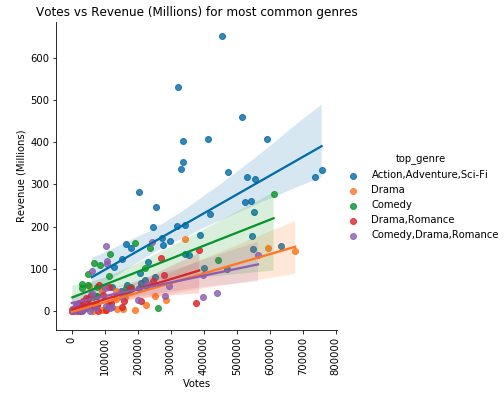 Votes vs Revenue (Millions) for most common genres
Revenue (Millions)
600
500
400
300
200
100
0
0
100000
200000
300000
400000
500000
600000
700000
800000
Votes
top_genre
Action,Adventure,Sci-Fi
Drama
Comedy
Drama,Romance
Comedy,Drama,Romance